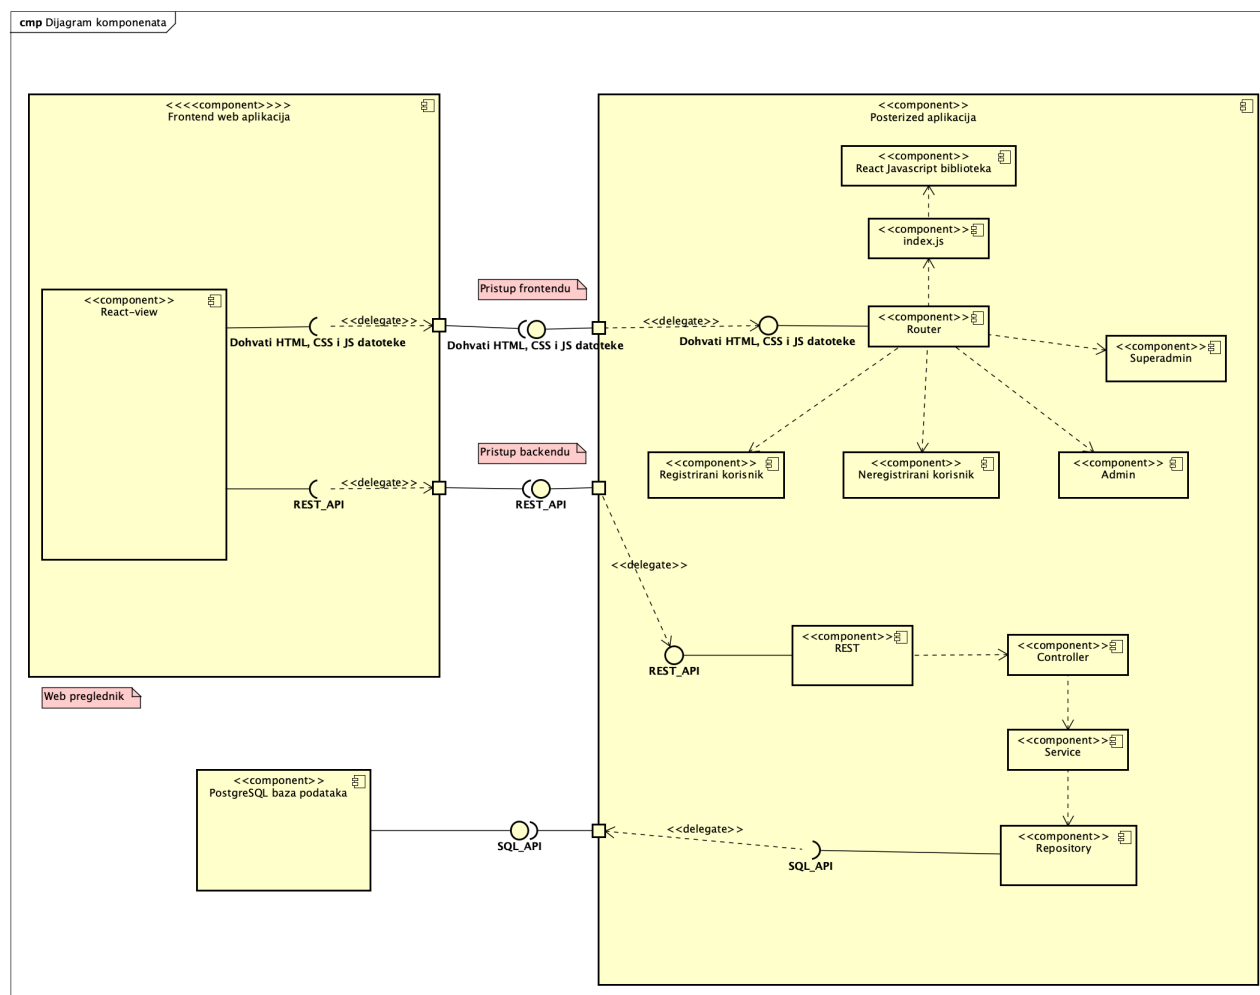 cmp Dijagram komponenata
<<<<component>>>>
Frontend web aplikacija
<<component>>
React-view
<<delegate>>
Dohvati HTML, CSS i JS datoteke
<<delegate>>
REST_API
Web preglednik
Pristup frontendu
Dohvati HTML, CSS i JS datoteke
Pristup backendu
REST_API
<<component>>
PostgreSQL baza podataka
SQL_API
<<component>>
Posterized aplikacija
<<component>>
React Javascript biblioteka
<<component>>
index.js
<<delegate>>
Dohvati HTML, CSS i JS datoteke
<<component>>
Router
<<component>>
Superadmin
<<component>>
Registrirani korisnik
<<component>>
Neregistrirani korisnik
<<component>>
Admin
<<delegate>>
REST_API
<<component>>
REST
<<component>>
Controller
<<component>>
Service
<<delegate>>
SQL_API
<<component>>
Repository